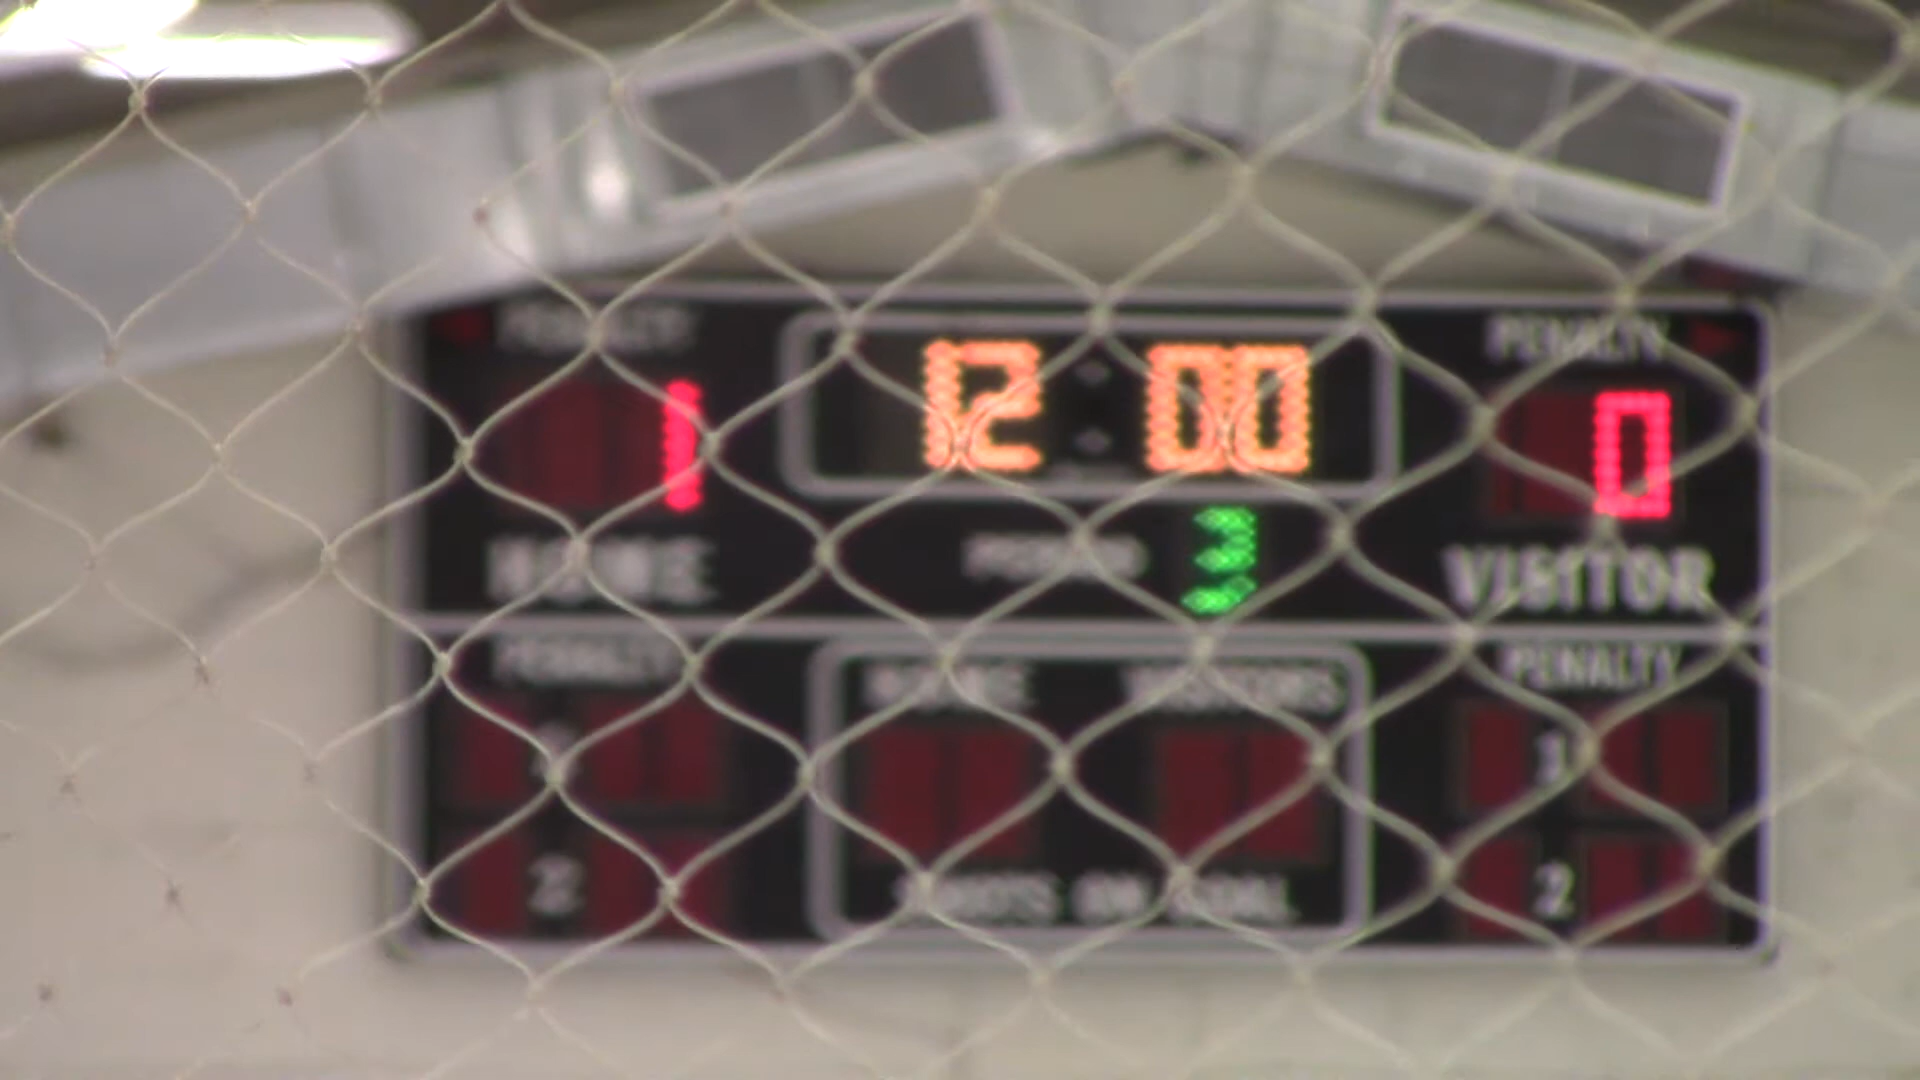 PENALTY 12:00 PENALTY
1 0
HOME PERIOD 3 VISITOR
PENALTY HOME VISITORS PENALTY
1 1
2 SHOTS ON GOAL 2